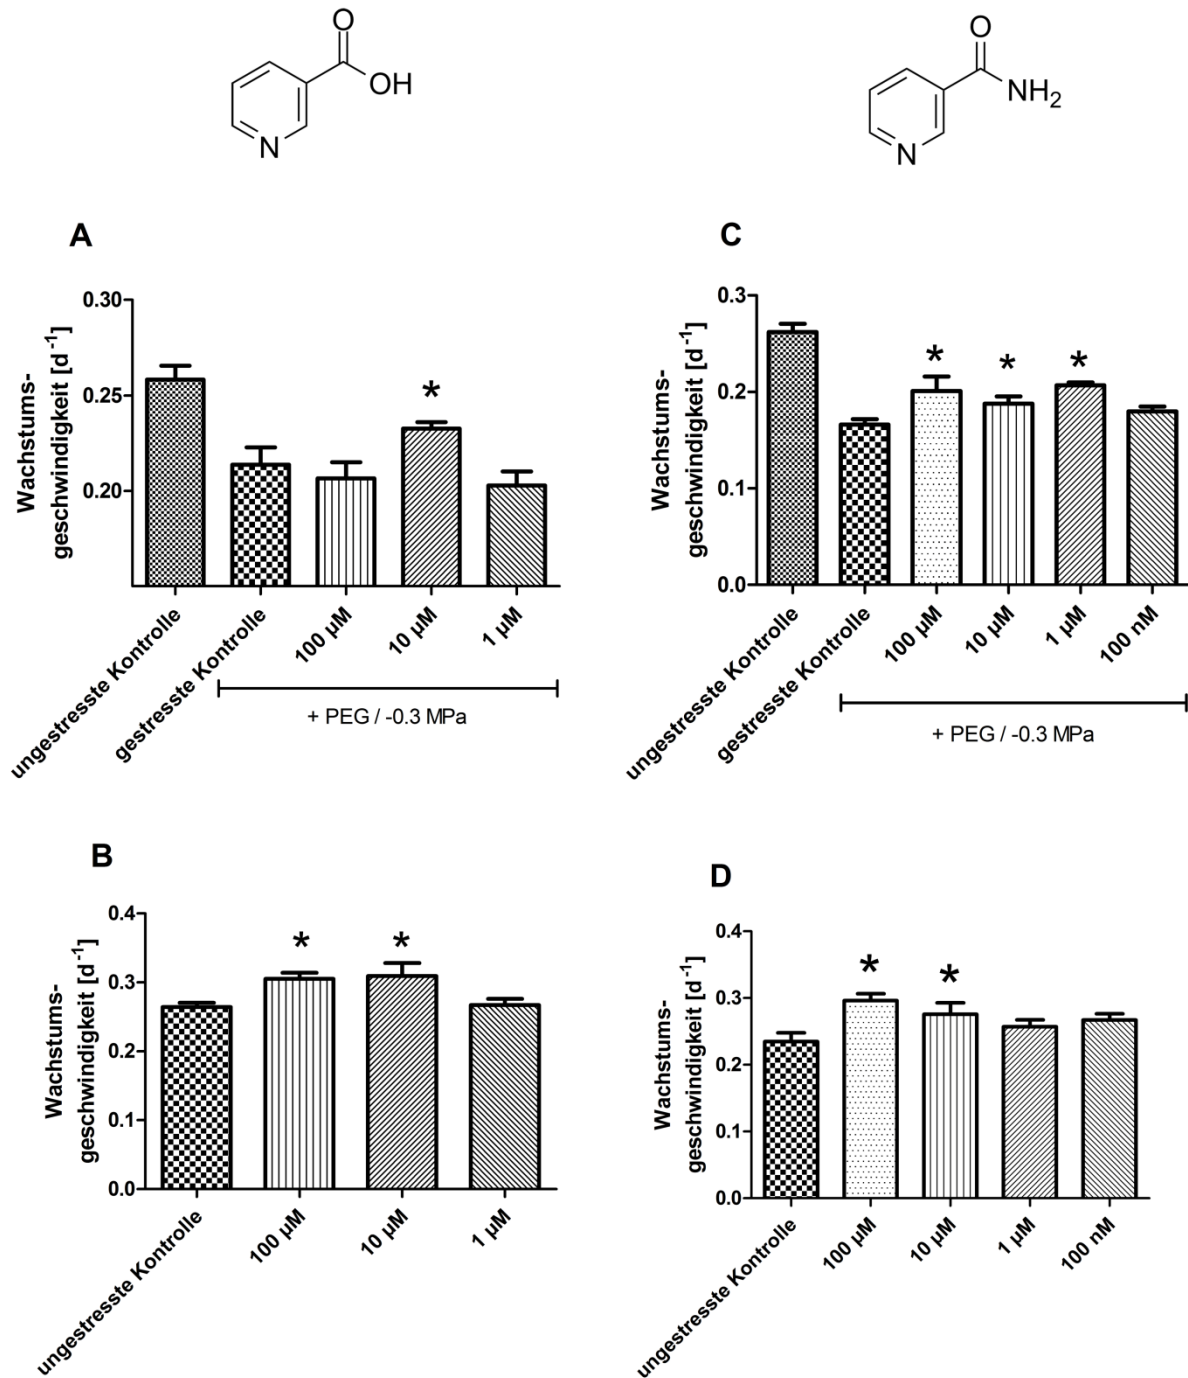 O
OH
N
O
NH2
N
A
Wachstums-
geschwindigkeit [d-1]
0.30
0.25
0.20
ungestresste Kontrolle
gestresste Kontrolle
100 µM
10 µM
1 µM
*
+ PEG / -0.3 MPa
C
Wachstums-
geschwindigkeit [d-1]
0.3
0.2
0.1
0.0
ungestresste Kontrolle
gestresste Kontrolle
100 µM
10 µM
1 µM
100 nM
* * *
+ PEG / -0.3 MPa
B
Wachstums-
geschwindigkeit [d-1]
0.4
0.3
0.2
0.1
0.0
ungestresste Kontrolle
100 µM
10 µM
1 µM
* *
D
Wachstums-
geschwindigkeit [d-1]
0.4
0.3
0.2
0.1
0.0
ungestresste Kontrolle
100 µM
10 µM
1 µM
100 nM
* *